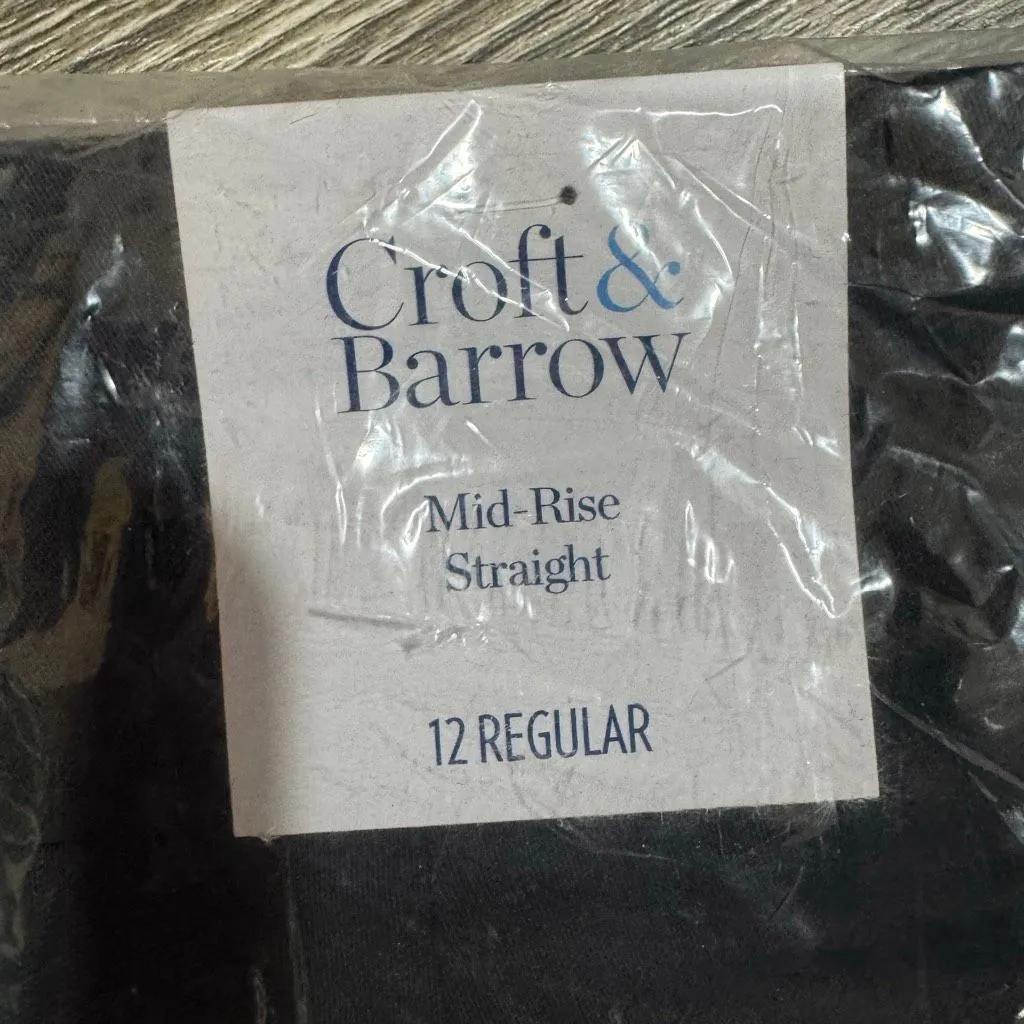 Croft &
Barrow
Mid-Rise
Straight
12 REGULAR